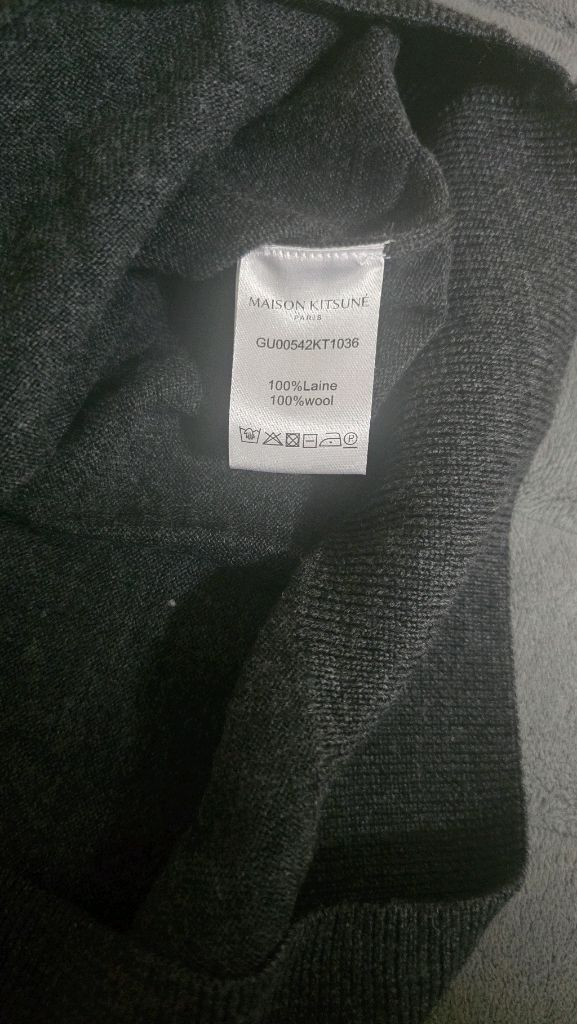 MAISON KITSUNÉ
PARIS
GU00542KT1036
100%Laine
100%wool